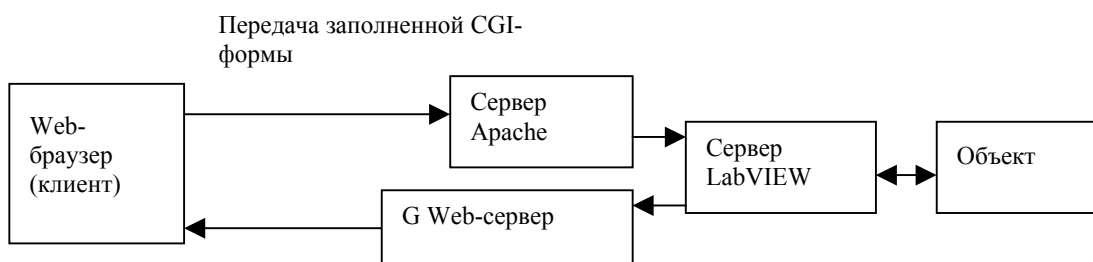 Передача заполненной CGI-
формы
Web-
браузер
(клиент)
Сервер
Apache
Сервер
LabVIEW
Объект
G Web-сервер